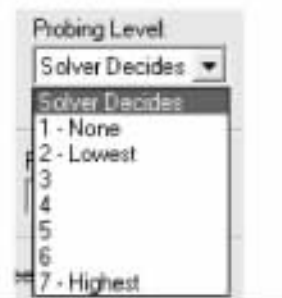 Probing Level
Solver Decides
Solver Decides
1 - None
2 - Lowest
3
4
5
6
7 - Highest